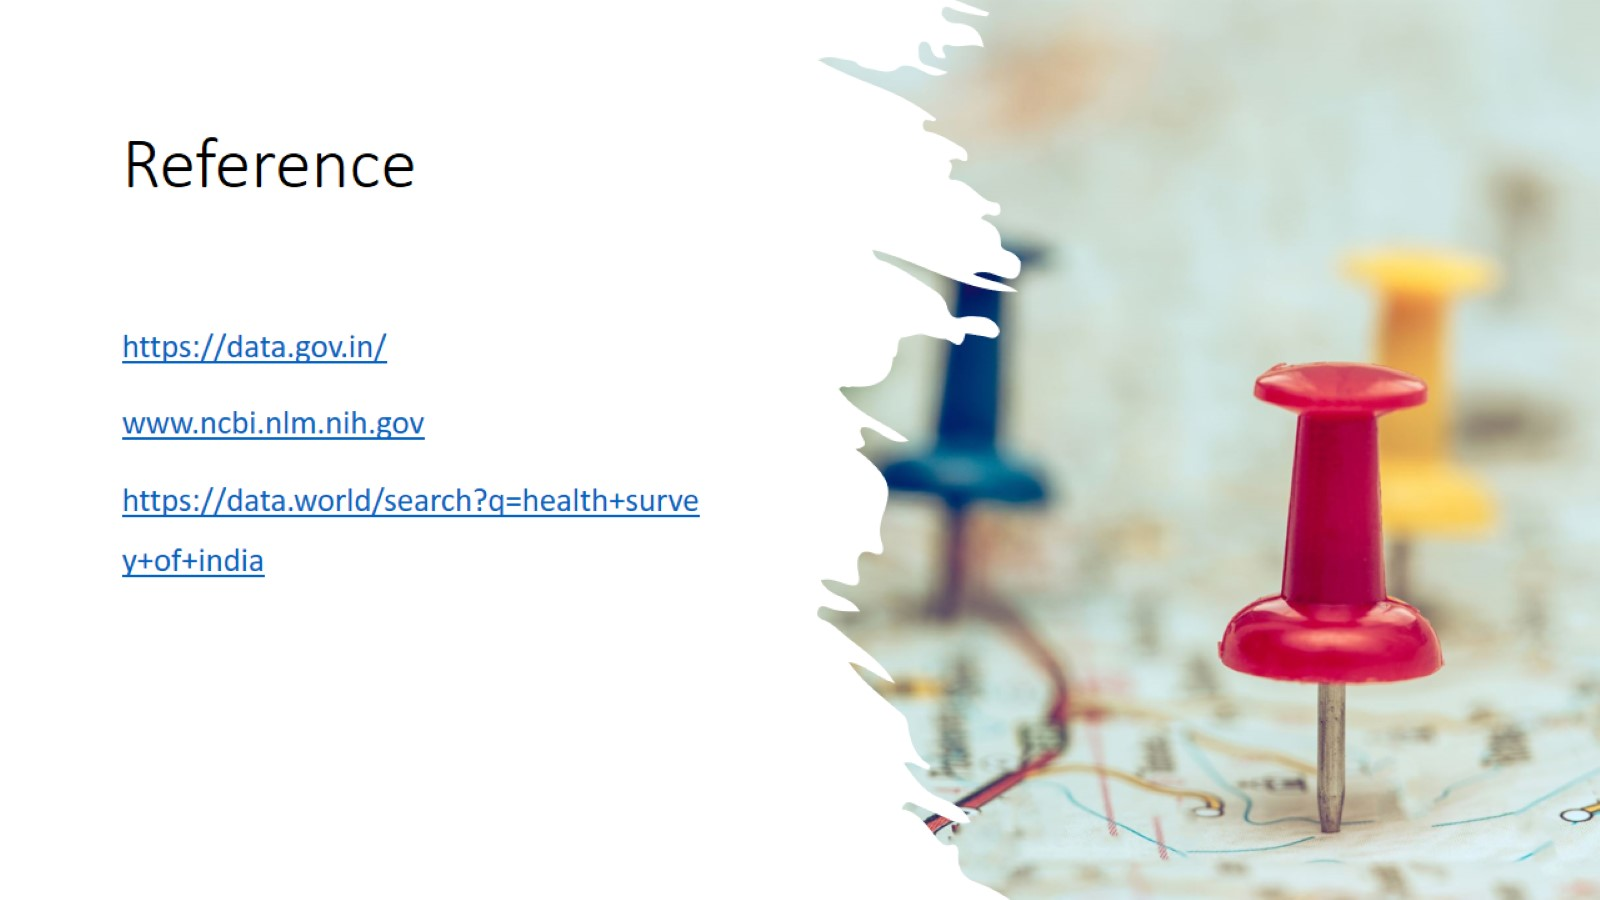 Reference
https://data.gov.in/
www.ncbi.nlm.nih.gov
https://data.world/search?q=health+surve
y+of+india